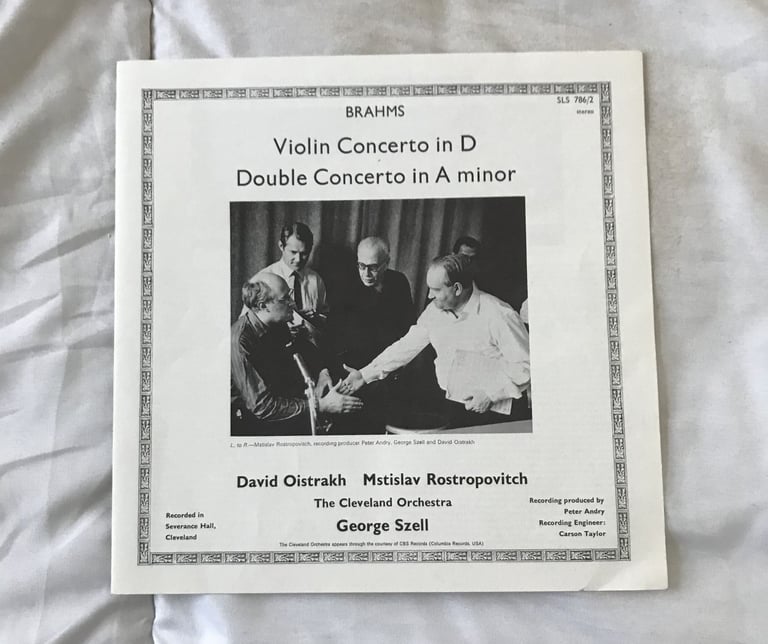 SLS 786/2
stereo
BRAHMS
Violin Concerto in D
Double Concerto in A minor
L. to R.—Mstislav Rostropovitch, recording producer Peter Andry, George Szell and David Oistrakh
David Oistrakh Mstislav Rostropovitch
The Cleveland Orchestra
George Szell
Recorded in
Severance Hall,
Cleveland
Recording produced by
Peter Andry
Recording Engineer:
Carson Taylor
The Cleveland Orchestra appears through the courtesy of CBS Records (Columbia Records, USA)